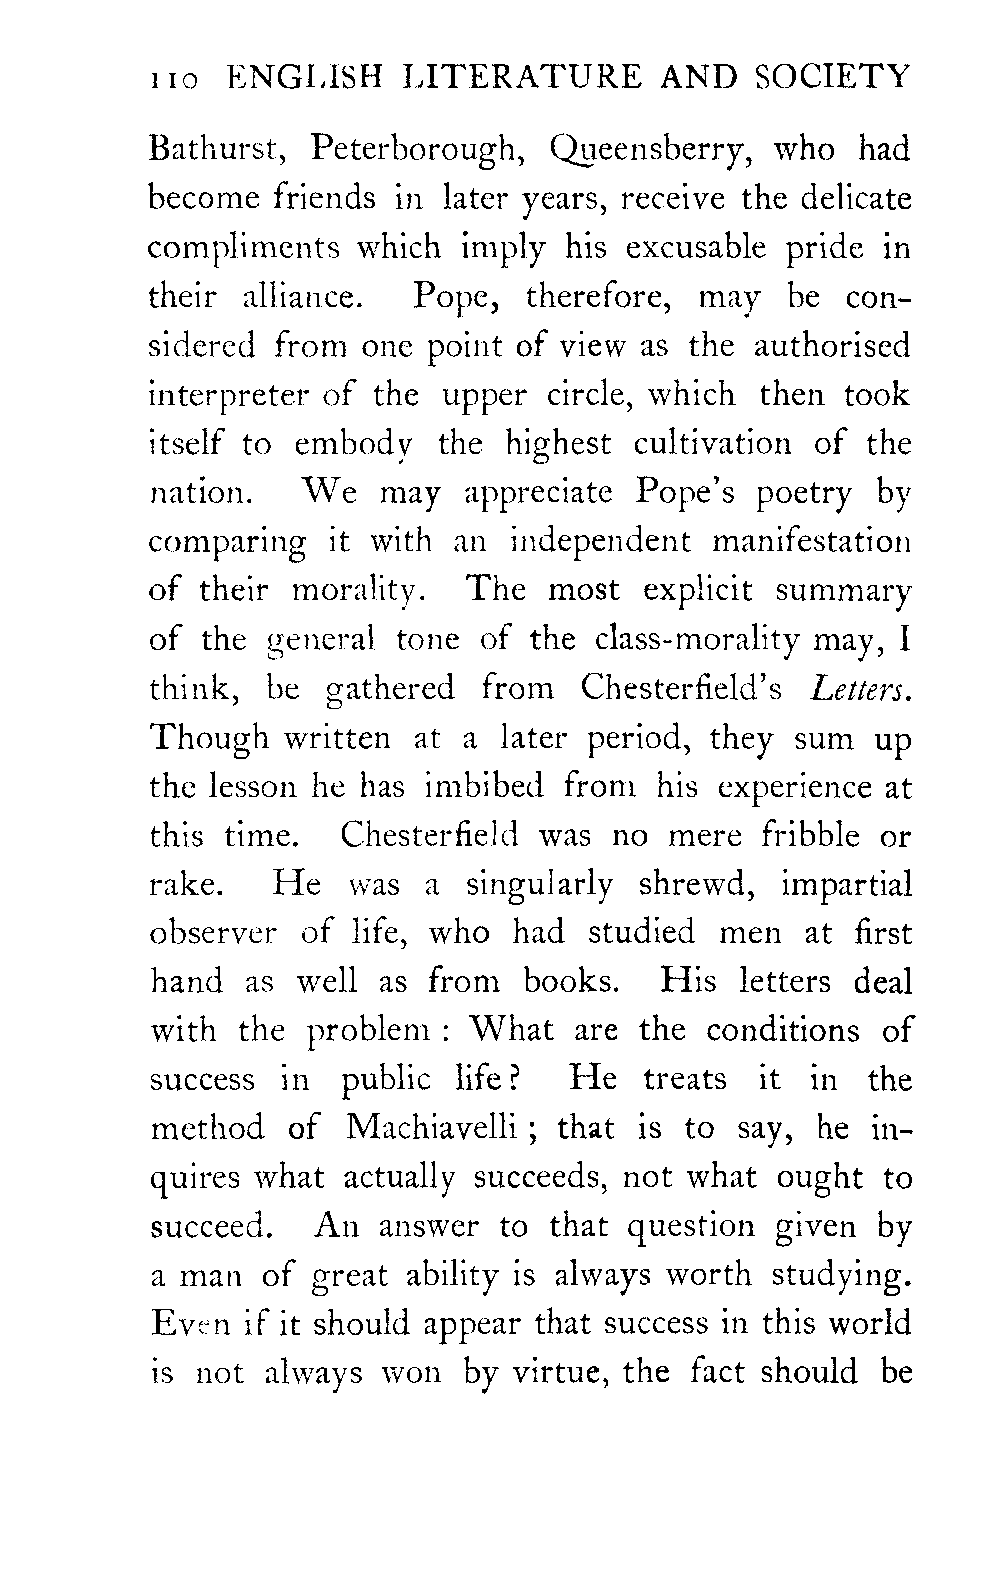 110 ENGLISH LITERATURE AND SOCIETY
Bathurst, Peterborough, Queensberry, who had
become friends in later years, receive the delicate
compliments which imply his excusable pride in
their alliance. Pope, therefore, may be con-
sidered from one point of view as the authorised
interpreter of the upper circle, which then took
itself to embody the highest cultivation of the
nation. We may appreciate Pope's poetry by
comparing it with an independent manifestation
of their morality. The most explicit summary
of the general tone of the class-morality may, I
think, be gathered from Chesterfield's Letters.
Though written at a later period, they sum up
the lesson he has imbibed from his experience at
this time. Chesterfield was no mere fribble or
rake. He was a singularly shrewd, impartial
observer of life, who had studied men at first
hand as well as from books. His letters deal
with the problem : What are the conditions of
success in public life ? He treats it in the
method of Machiavelli ; that is to say, he in-
quires what actually succeeds, not what ought to
succeed. An answer to that question given by
a man of great ability is always worth studying.
Even if it should appear that success in this world
is not always won by virtue, the fact should be